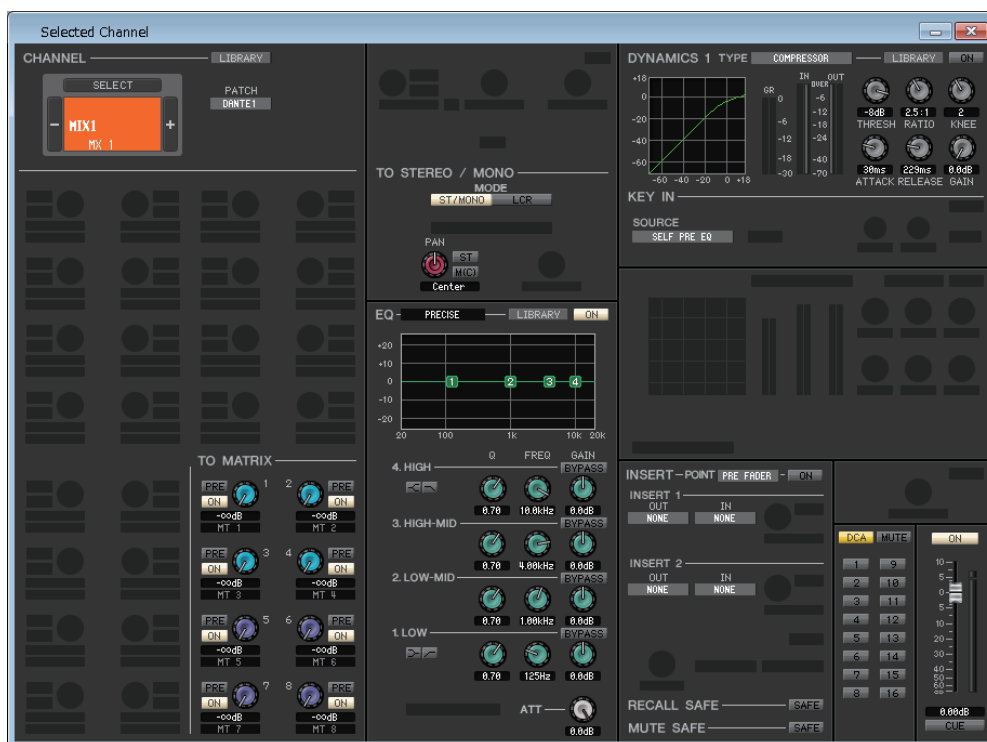 Selected Channel
CHANNEL
LIBRARY
SELECT
-
MIX1
+
MX 1
PATCH
DANTE1
TO MATRIX
PRE 1 2 PRE
ON ON
-∞dB -∞dB
MT 1 MT 2
PRE 3 4 PRE
ON ON
-∞dB -∞dB
MT 3 MT 4
PRE 5 6 PRE
ON ON
-∞dB -∞dB
MT 5 MT 6
PRE 7 8 PRE
ON ON
-∞dB -∞dB
MT 7 MT 8
TO STEREO / MONO
MODE
ST/MONO LCR
PAN
ST
M(C)
Center
EQ PRECISE LIBRARY ON
+20
+10
0
-10
-20
1 2 3 4
20 100 1k 10k 20k
Q FREQ GAIN
4. HIGH BYPASS
0.70 10.0kHz 0.0dB
3. HIGH-MID BYPASS
0.70 4.00kHz 0.0dB
2. LOW-MID BYPASS
0.70 1.00kHz 0.0dB
1. LOW BYPASS
0.70 125Hz 0.0dB
ATT
0.0dB
DYNAMICS 1 TYPE COMPRESSOR LIBRARY ON
+18
0
-20
-40
-60
-60 -40 -20 0 +18
GR
0
-6
-12
-18
-30
IN OUT
OVER
-6
-12
-18
-24
-40
-70
-8dB 2.5:1 2
THRESH RATIO KNEE
30ms 229ms 0.0dB
ATTACK RELEASE GAIN
KEY IN
SOURCE
SELF PRE EQ
INSERT POINT PRE FADER ON
INSERT 1
OUT IN
NONE NONE
INSERT 2
OUT IN
NONE NONE
RECALL SAFE SAFE
MUTE SAFE SAFE
DCA MUTE
1 9
2 10
3 11
4 12
5 13
6 14
7 15
8 16
ON
10
5
0
5
10
20
30
40
50
60
∞
0.00dB
CUE